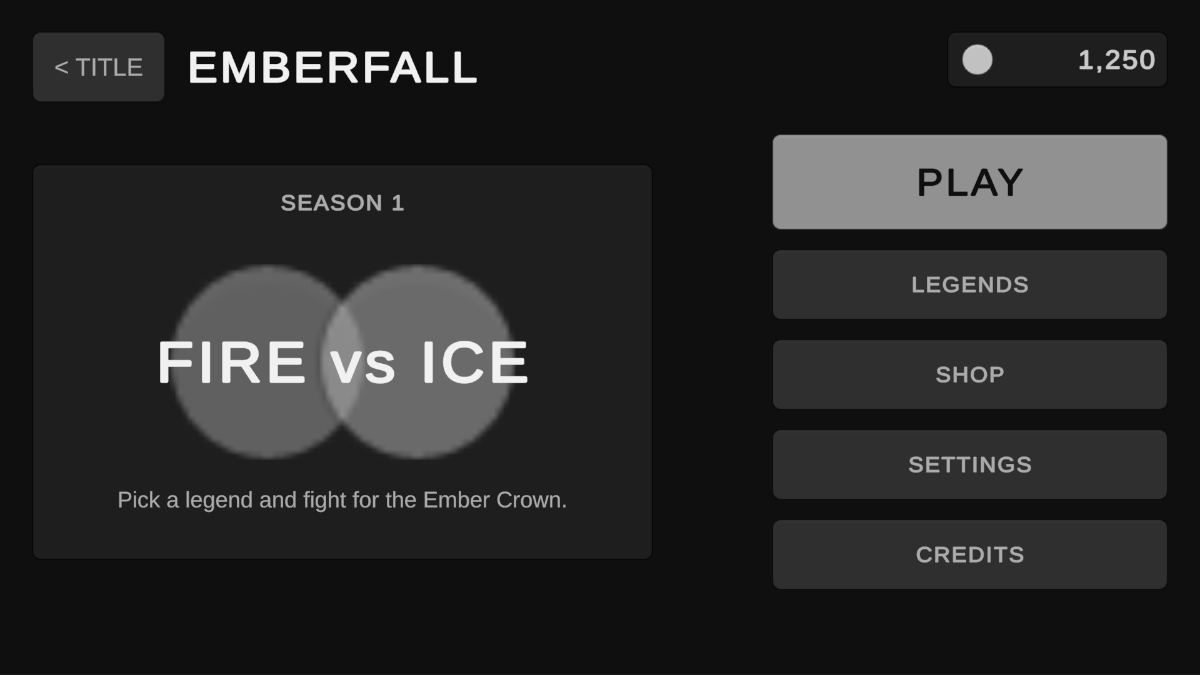 < TITLE
EMBERFALL
1,250
SEASON 1
FIRE vs ICE
Pick a legend and fight for the Ember Crown.
PLAY
LEGENDS
SHOP
SETTINGS
CREDITS